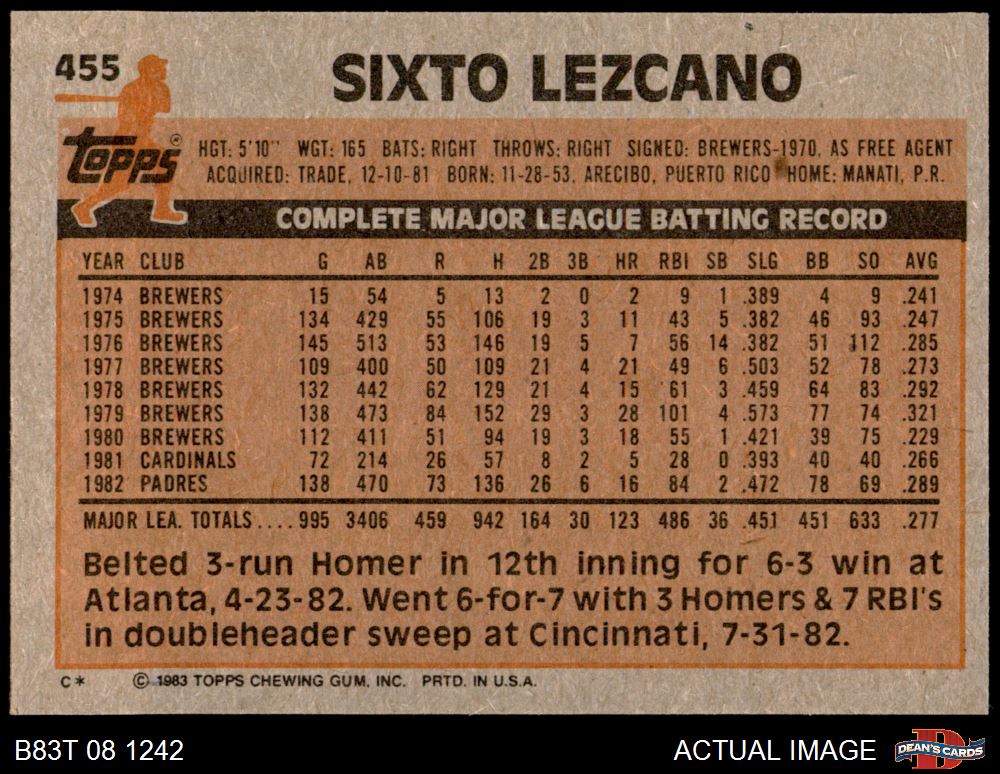 455
SIXTO LEZCANO
Topps®
HGT: 5'10" WGT: 165 BATS: RIGHT THROWS: RIGHT SIGNED: BREWERS-1970, AS FREE AGENT
ACQUIRED: TRADE, 12-10-81 BORN: 11-28-53, ARECIBO, PUERTO RICO HOME: MANATI, P.R.
COMPLETE MAJOR LEAGUE BATTING RECORD
YEAR CLUB G AB R H 2B 3B HR RBI SB SLG BB SO AVG
1974 BREWERS 15 54 5 13 2 0 2 9 1 .389 4 9 .241
1975 BREWERS 134 429 55 106 19 3 11 43 5 .382 46 93 .247
1976 BREWERS 145 513 53 146 19 5 7 56 14 .382 51 112 .285
1977 BREWERS 109 400 50 109 21 4 21 49 6 .503 52 78 .273
1978 BREWERS 132 442 62 129 21 4 15 61 3 .459 64 83 .292
1979 BREWERS 138 473 84 152 29 3 28 101 4 .573 77 74 .321
1980 BREWERS 112 411 51 94 19 3 18 55 1 .421 39 75 .229
1981 CARDINALS 72 214 26 57 8 2 5 28 0 .393 40 40 .266
1982 PADRES 138 470 73 136 26 6 16 84 2 .472 78 69 .289
MAJOR LEA. TOTALS.... 995 3406 459 942 164 30 123 486 36 .451 451 633 .277
Belted 3-run Homer in 12th inning for 6-3 win at
Atlanta, 4-23-82. Went 6-for-7 with 3 Homers & 7 RBI's
in doubleheader sweep at Cincinnati, 7-31-82.
C* © 1983 TOPPS CHEWING GUM, INC. PRTD. IN U.S.A.
B83T 08 1242 ACTUAL IMAGE DEAN'S CARDS